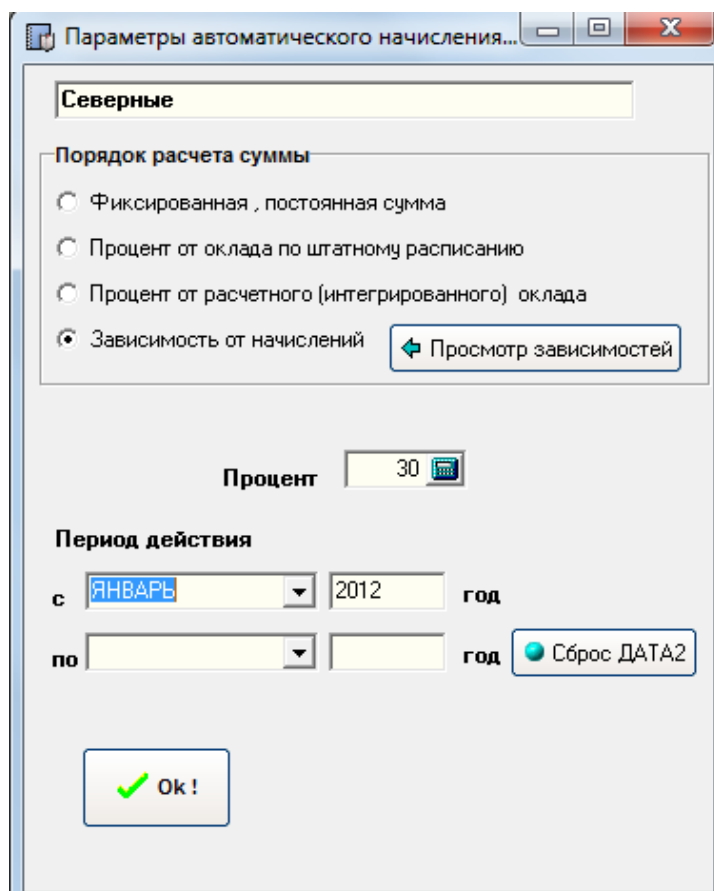 Параметры автоматического начисления...
Северные
Порядок расчета суммы
Фиксированная , постоянная сумма
Процент от оклада по штатному расписанию
Процент от расчетного (интегрированного) оклада
Зависимость от начислений Просмотр зависимостей
Процент 30
Период действия
с ЯНВАРЬ 2012 год
по год Сброс ДАТА2
Ok !